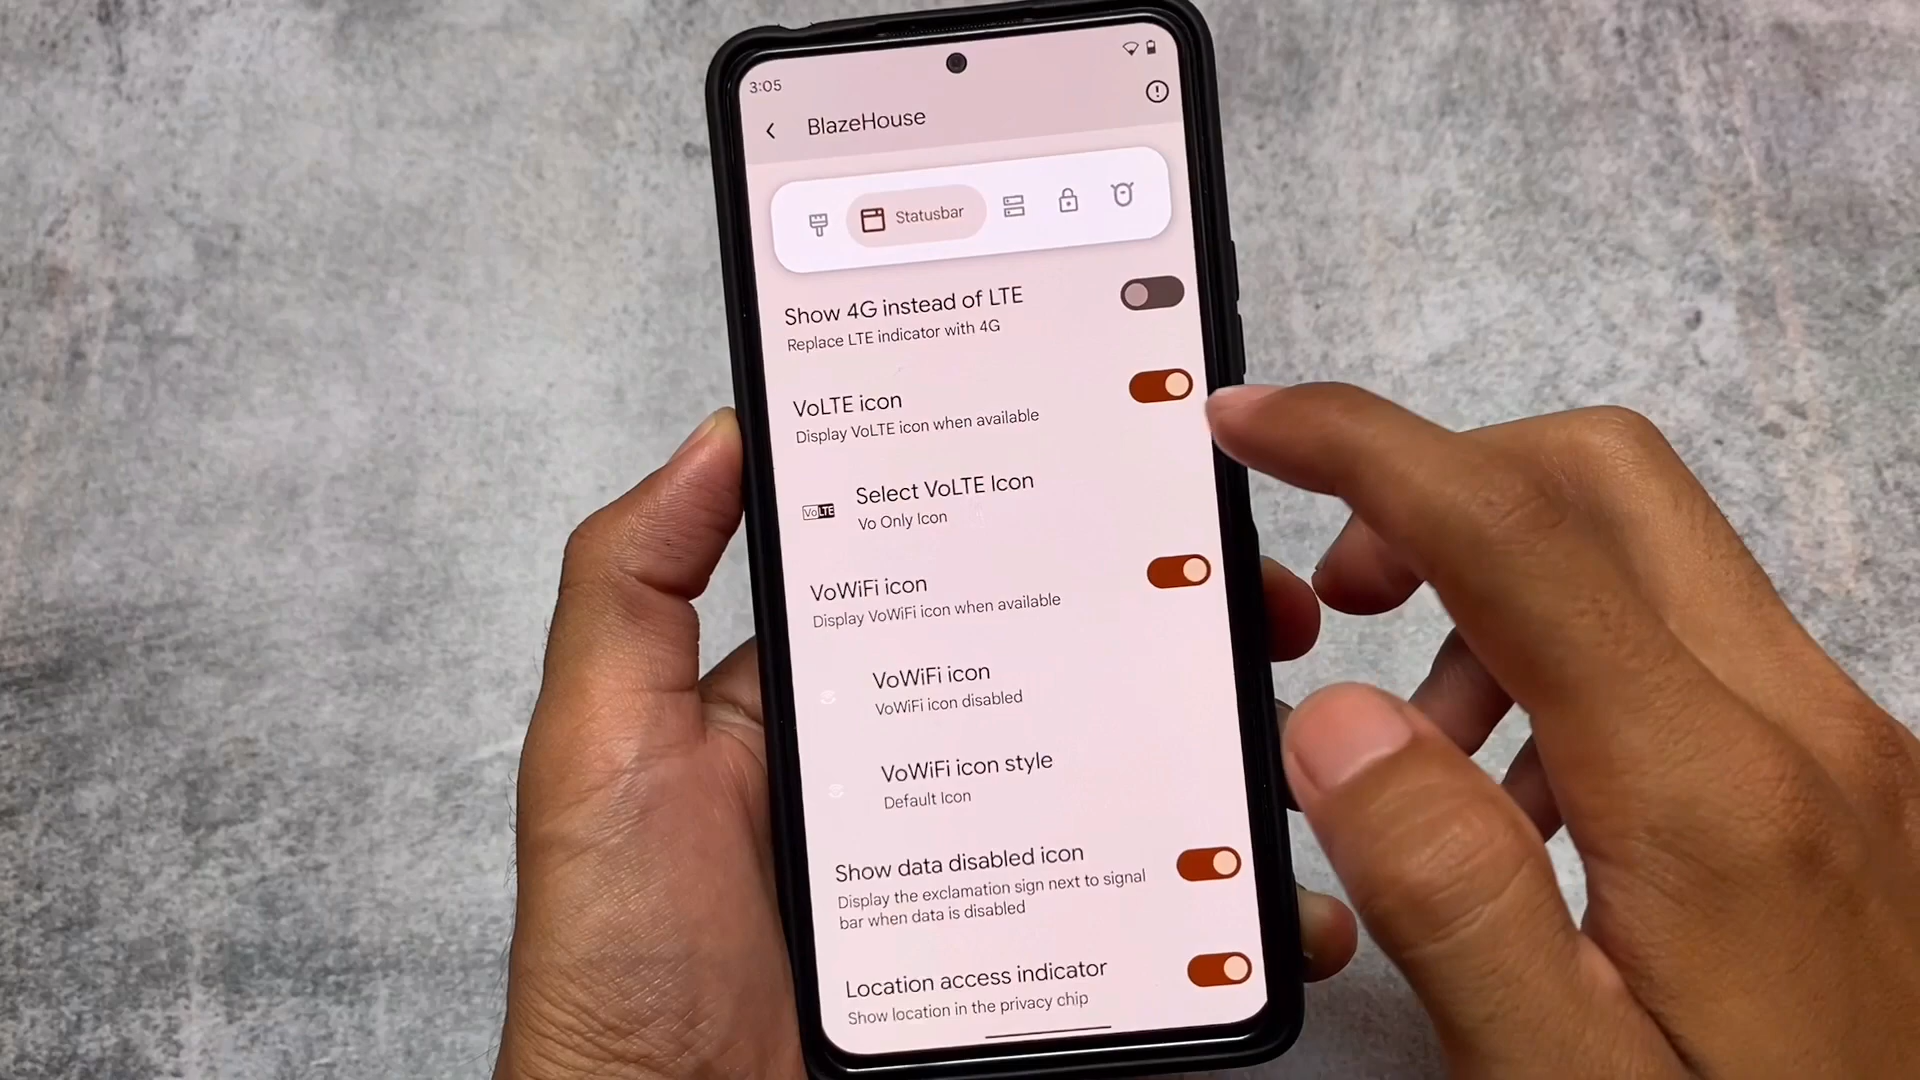 3:05
BlazeHouse
Statusbar
Show 4G instead of LTE
Replace LTE indicator with 4G
VoLTE icon
Display VoLTE icon when available
VoLTE
Select VoLTE Icon
Vo Only Icon
VoWiFi icon
Display VoWiFi icon when available
VoWiFi icon
VoWiFi icon disabled
VoWiFi icon style
Default Icon
Show data disabled icon
Display the exclamation sign next to signal
bar when data is disabled
Location access indicator
Show location in the privacy chip